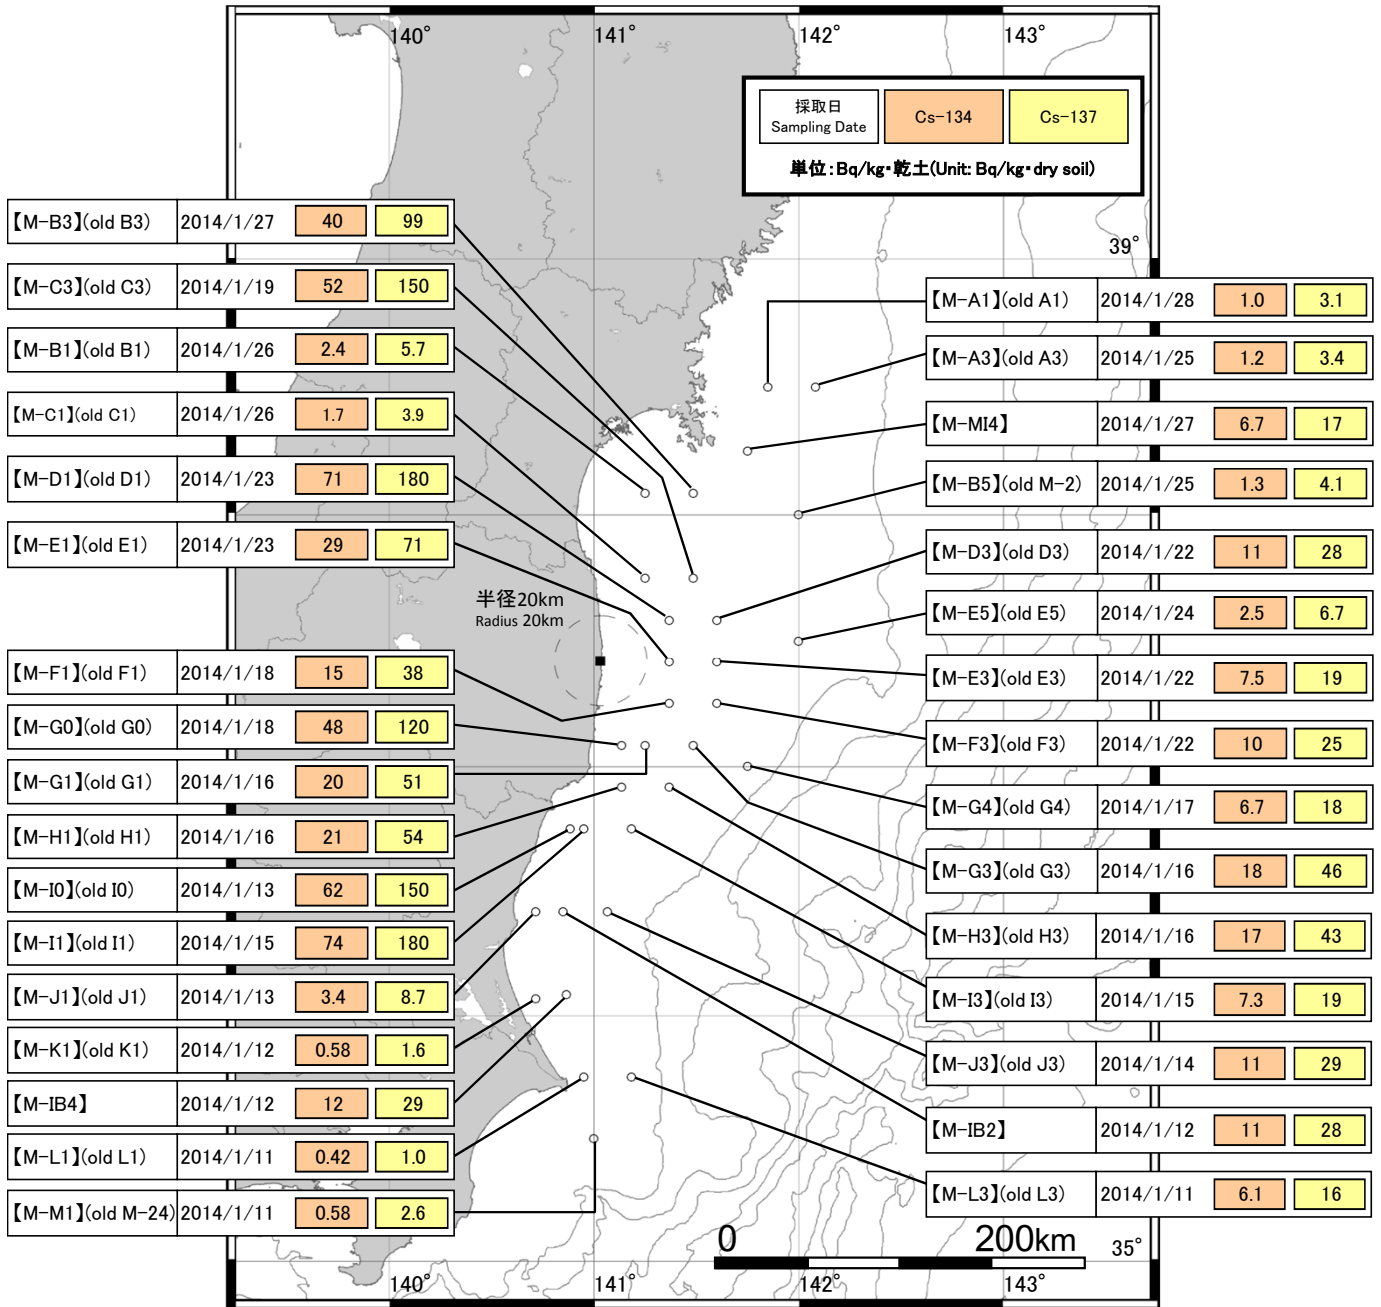 140°
141°
142°
143°
採取日
Sampling Date
Cs-134
Cs-137
単位:Bq/kg・乾土(Unit: Bq/kg・dry soil)
39°
【M-B3】(old B3) 2014/1/27 40 99
【M-C3】(old C3) 2014/1/19 52 150
【M-B1】(old B1) 2014/1/26 2.4 5.7
【M-C1】(old C1) 2014/1/26 1.7 3.9
【M-D1】(old D1) 2014/1/23 71 180
【M-E1】(old E1) 2014/1/23 29 71
半径20km
Radius 20km
【M-F1】(old F1) 2014/1/18 15 38
【M-G0】(old G0) 2014/1/18 48 120
【M-G1】(old G1) 2014/1/16 20 51
【M-H1】(old H1) 2014/1/16 21 54
【M-I0】(old I0) 2014/1/13 62 150
【M-I1】(old I1) 2014/1/15 74 180
【M-J1】(old J1) 2014/1/13 3.4 8.7
【M-K1】(old K1) 2014/1/12 0.58 1.6
【M-IB4】 2014/1/12 12 29
【M-L1】(old L1) 2014/1/11 0.42 1.0
【M-M1】(old M-24) 2014/1/11 0.58 2.6
【M-A1】(old A1) 2014/1/28 1.0 3.1
【M-A3】(old A3) 2014/1/25 1.2 3.4
【M-MI4】 2014/1/27 6.7 17
【M-B5】(old M-2) 2014/1/25 1.3 4.1
【M-D3】(old D3) 2014/1/22 11 28
【M-E5】(old E5) 2014/1/24 2.5 6.7
【M-E3】(old E3) 2014/1/22 7.5 19
【M-F3】(old F3) 2014/1/22 10 25
【M-G4】(old G4) 2014/1/17 6.7 18
【M-G3】(old G3) 2014/1/16 18 46
【M-H3】(old H3) 2014/1/16 17 43
【M-I3】(old I3) 2014/1/15 7.3 19
【M-J3】(old J3) 2014/1/14 11 29
【M-IB2】 2014/1/12 11 28
【M-L3】(old L3) 2014/1/11 6.1 16
0 200km
35°
140°
141°
142°
143°